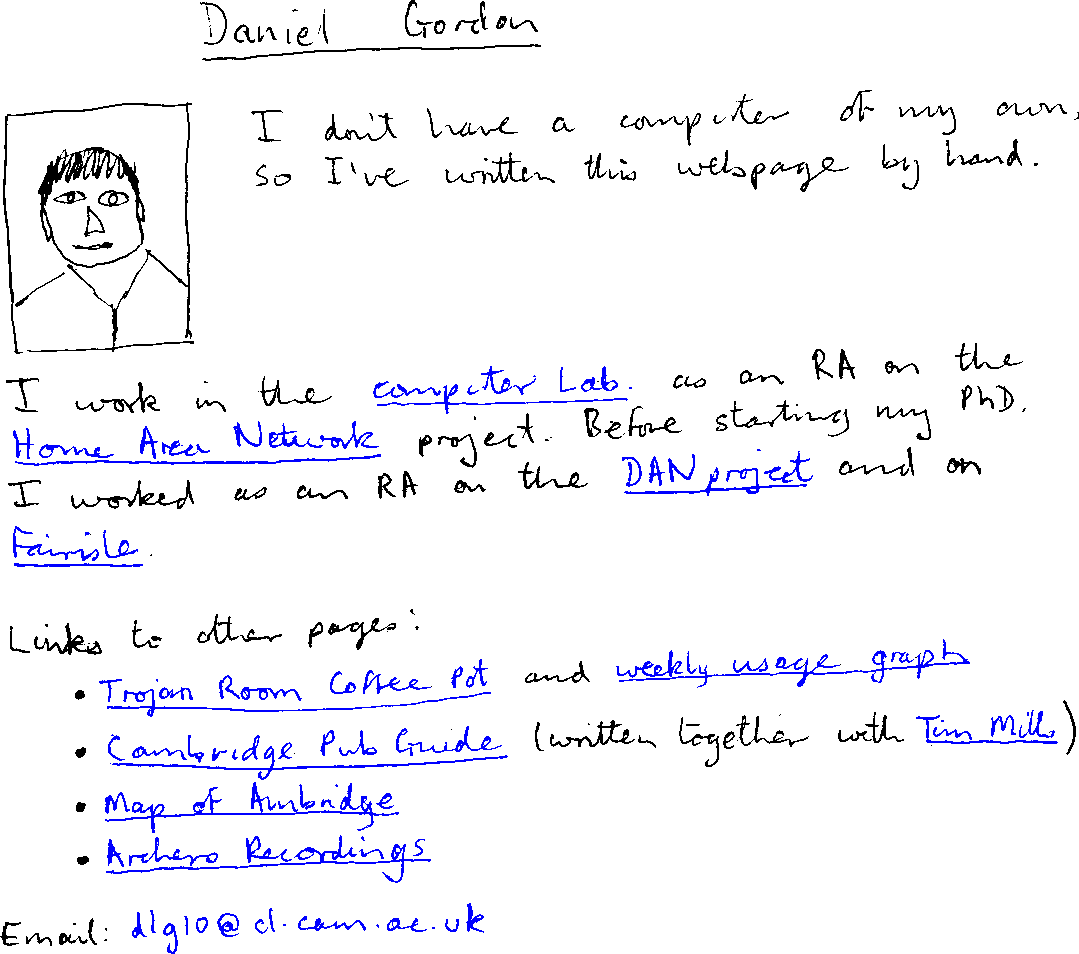 Daniel Gordon
I don't have a computer of my own,
so I've written this webpage by hand.
I work in the Computer Lab. as an RA on the
Home Area Network project. Before starting my PhD.
I worked as an RA on the DAN project and on
Fairisle.
Links to other pages:
• Trojan Room Coffee Pot and weekly usage graph
• Cambridge Pub Guide (written together with Tim Mills)
• Map of Ambridge
• Archers Recordings
Email: dlg10@cl.cam.ac.uk